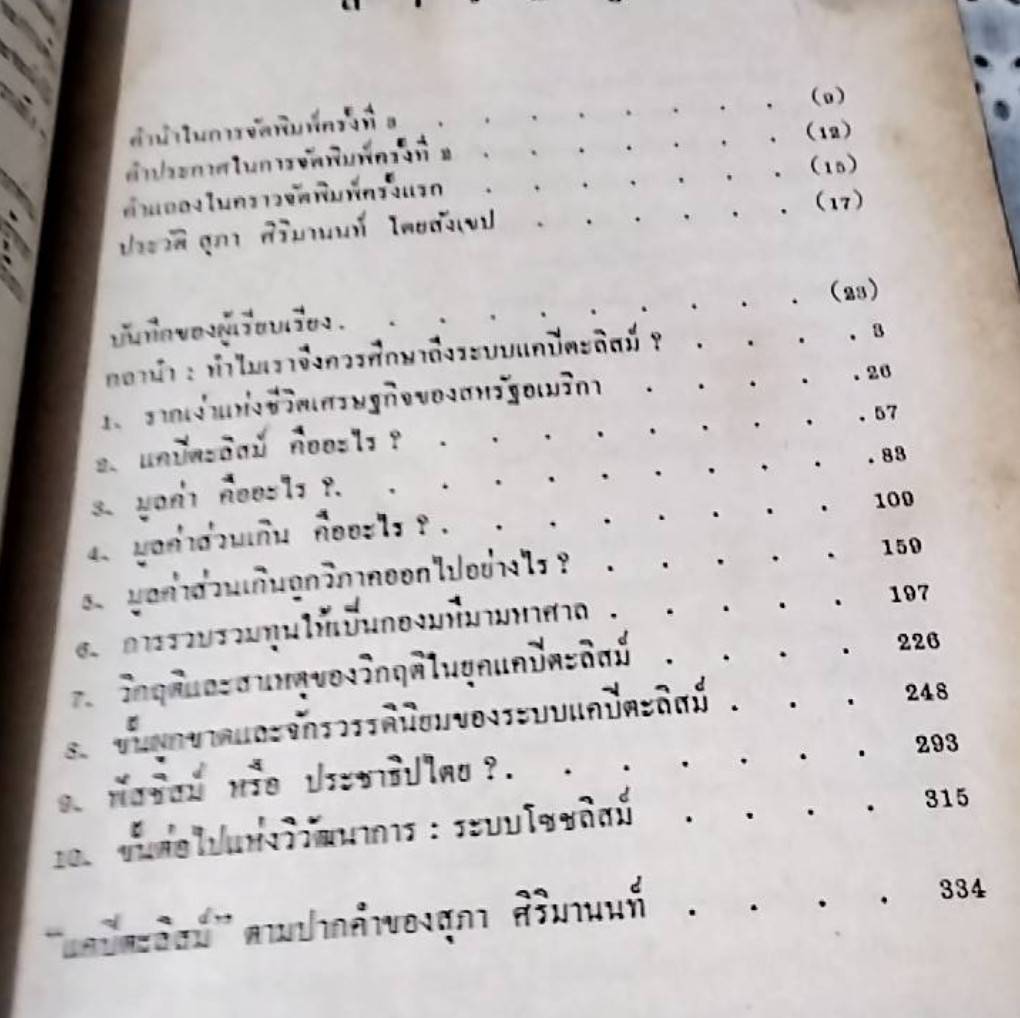 คำนำในการจัดพิมพ์ครั้งที่ ๓ . . . . . . . (9)
คำประกาศในการจัดพิมพ์ครั้งที่ ๒ . . . . . . . (12)
คำแถลงในคราวจัดพิมพ์ครั้งแรก . . . . . . (15)
ประวัติ สุภา ศิริมานนท์ โดยสังเขป . . . . . . (17)
บันทึกของผู้เรียบเรียง . . . . . . . . . (23)
กถานำ : ทำไมเราจึงควรศึกษาถึงระบบแคปิตะลิสม์ ? . . . . 3
1. รากเง่าแห่งชีวิตเศรษฐกิจของสหรัฐอเมริกา . . . . . 26
2. แคปิตะลิสม์ คืออะไร ? . . . . . . . . . 57
3. มูลค่า คืออะไร ?. . . . . . . . . . . 83
4. มูลค่าส่วนเกิน คืออะไร ? . . . . . . . . 109
5. มูลค่าส่วนเกินถูกวิภาคออกไปอย่างไร ? . . . . . 159
6. การรวบรวมทุนให้เป็นกองมหึมามหาศาล . . . . . 197
7. วิกฤติและสาเหตุของวิกฤติในยุคแคปิตะลิสม์ . . . . 226
8. ขั้นผูกขาดและจักรวรรดินิยมของระบบแคปิตะลิสม์ . . . 248
9. ฟัสซิสม์ หรือ ประชาธิปไตย ?. . . . . . . 293
10. ขั้นต่อไปแห่งวิวัฒนาการ : ระบบโซชลิสม์ . . . . 315
“แคปิตะลิสม์” ตามปากคำของสุภา ศิริมานนท์ . . . . 334